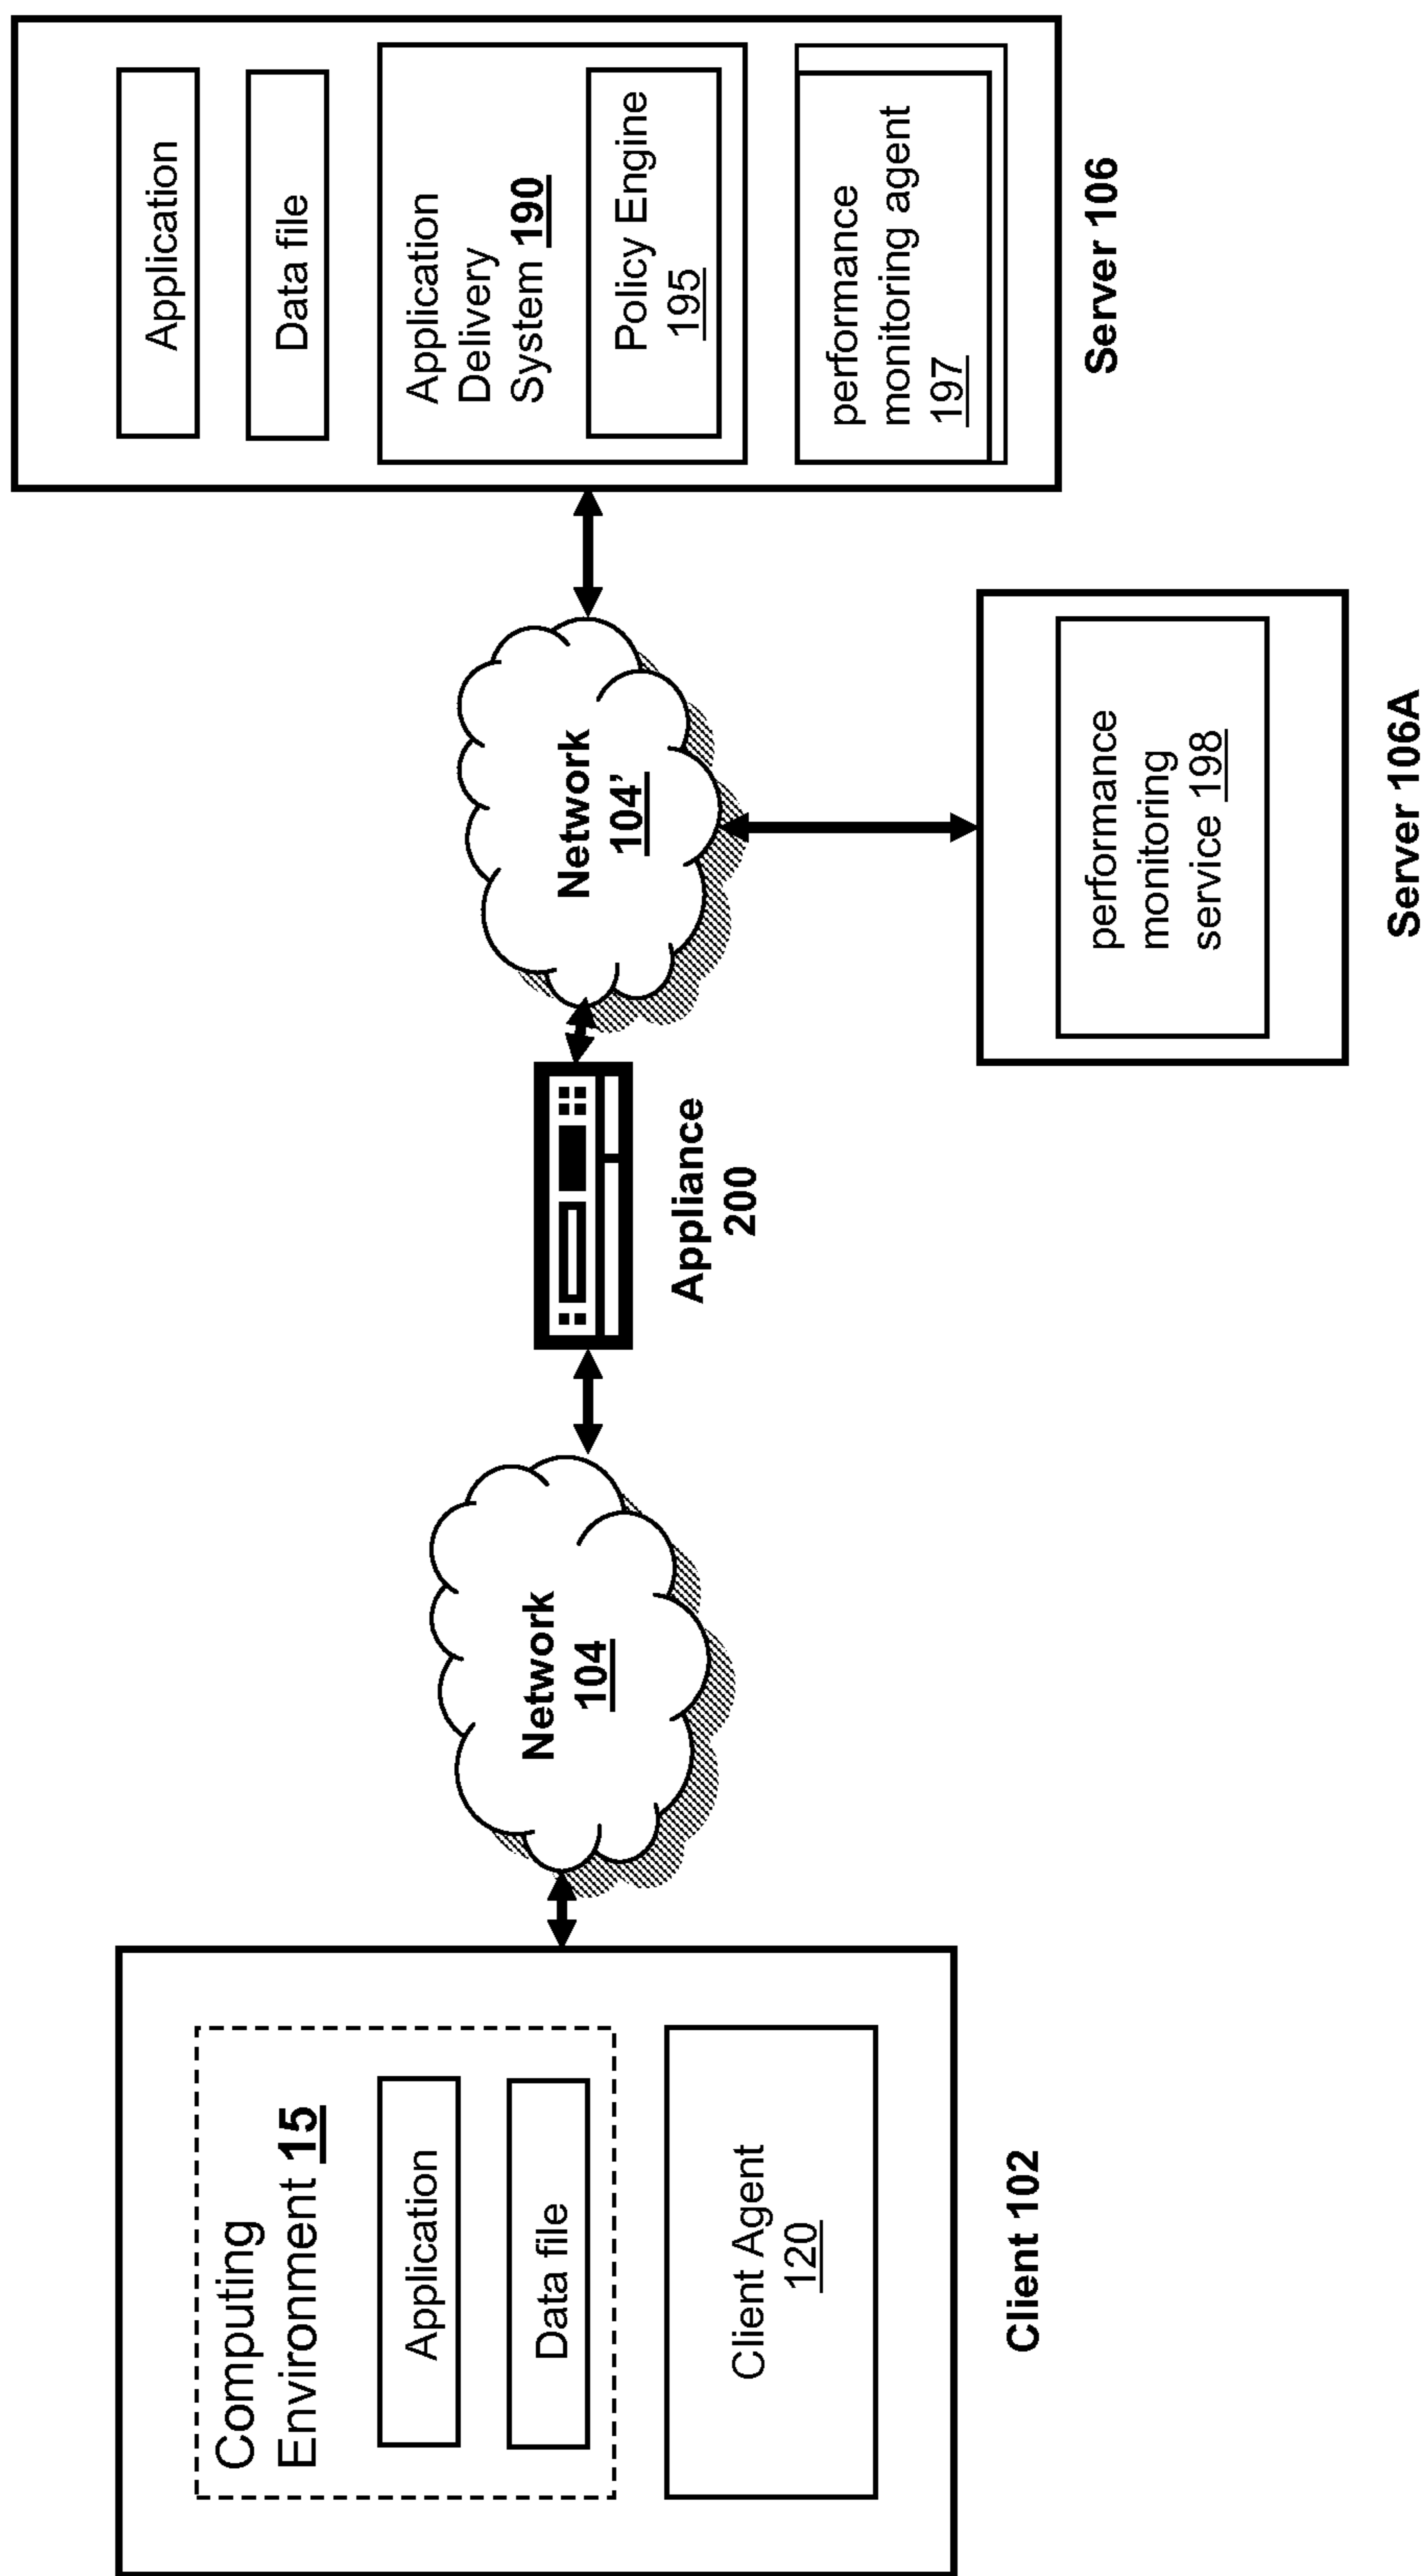 Computing
Environment 15
Application
Data file
Client Agent
120
Client 102
Network
104
Appliance
200
Network
104’
performance
monitoring
service 198
Server 106A
Application
Data file
Application
Delivery
System 190
Policy Engine
195
performance
monitoring agent
197
Server 106